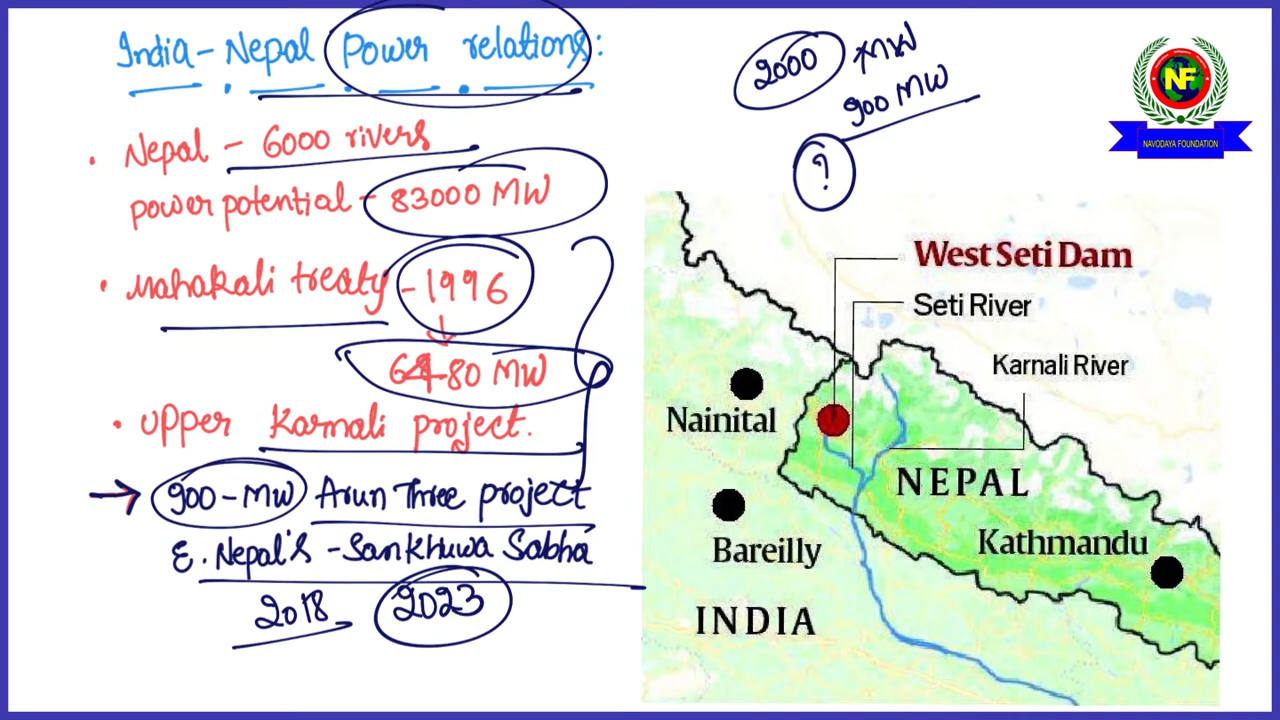 India - Nepal Power relations:
• Nepal - 6000 rivers
power potential - 83000 MW
• Mahakali treaty - 1996
6480 MW
• Upper Karnali project.
→ 900-MW Arun Three project
E. Nepal's - Sankhuwa Sabha
2018 2023
2000 MW
900 MW
?
NF
NAVODAYA FOUNDATION
West Seti Dam
Seti River
Karnali River
Nainital
NEPAL
Bareilly
Kathmandu
INDIA